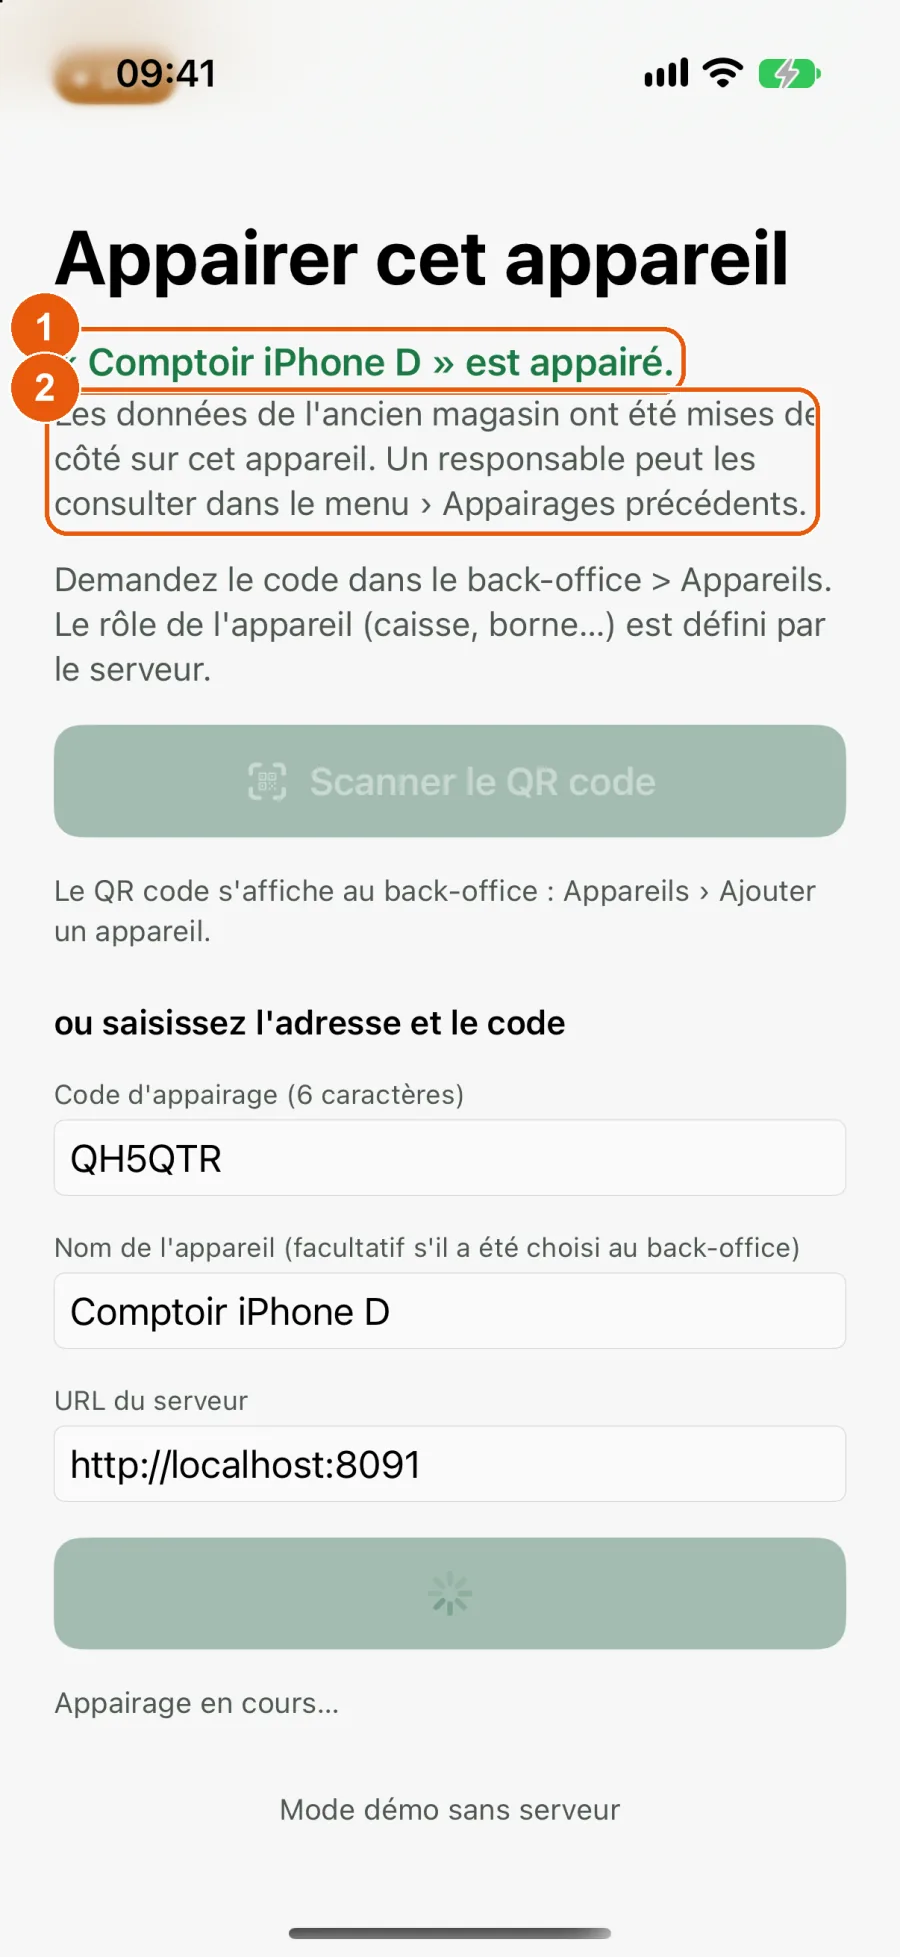 09:41
Appairer cet appareil
1
« Comptoir iPhone D » est appairé.
2
Les données de l'ancien magasin ont été mises de
côté sur cet appareil. Un responsable peut les
consulter dans le menu › Appairages précédents.
Demandez le code dans le back-office > Appareils.
Le rôle de l'appareil (caisse, borne...) est défini par
le serveur.
Scanner le QR code
Le QR code s'affiche au back-office : Appareils › Ajouter
un appareil.
ou saisissez l'adresse et le code
Code d'appairage (6 caractères)
QH5QTR
Nom de l'appareil (facultatif s'il a été choisi au back-office)
Comptoir iPhone D
URL du serveur
http://localhost:8091
Appairage en cours...
Mode démo sans serveur